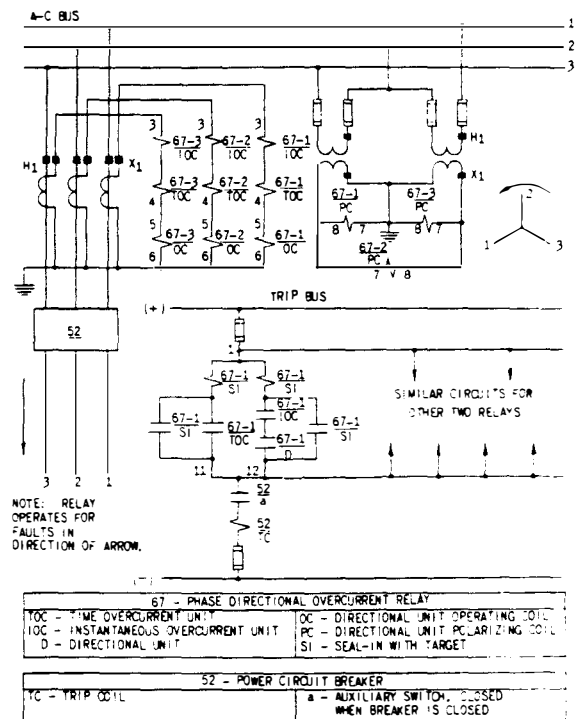 A-C BUS
1
2
3
3 67-3 TOC
3 67-2 TOC
3 67-1 TOC
H1
X1
67-3 TOC
67-2 TOC
67-1 TOC
4 4 4
5 5 5
67-3 OC
67-2 OC
67-1 OC
6 6 6
H1
X1
67-1 PC
67-3 PC
8 7
8 7
67-2 PC
7 V 8
2
1
3
52
TRIP BUS
(+)
1
67-1 SI
67-1 SI
67-1 SI
67-1 TOC
67-1 IOC
67-1 D
67-1 SI
11
12
52 a
52 TC
(-)
SIMILAR CIRCUITS FOR
OTHER TWO RELAYS
3 2 1
NOTE: RELAY
OPERATES FOR
FAULTS IN
DIRECTION OF ARROW.
67 - PHASE DIRECTIONAL OVERCURRENT RELAY
TOC - TIME OVERCURRENT UNIT
IOC - INSTANTANEOUS OVERCURRENT UNIT
D - DIRECTIONAL UNIT
OC - DIRECTIONAL UNIT OPERATING COIL
PC - DIRECTIONAL UNIT POLARIZING COIL
SI - SEAL-IN WITH TARGET
52 - POWER CIRCUIT BREAKER
TC - TRIP COIL
a - AUXILIARY SWITCH, CLOSED
WHEN BREAKER IS CLOSED